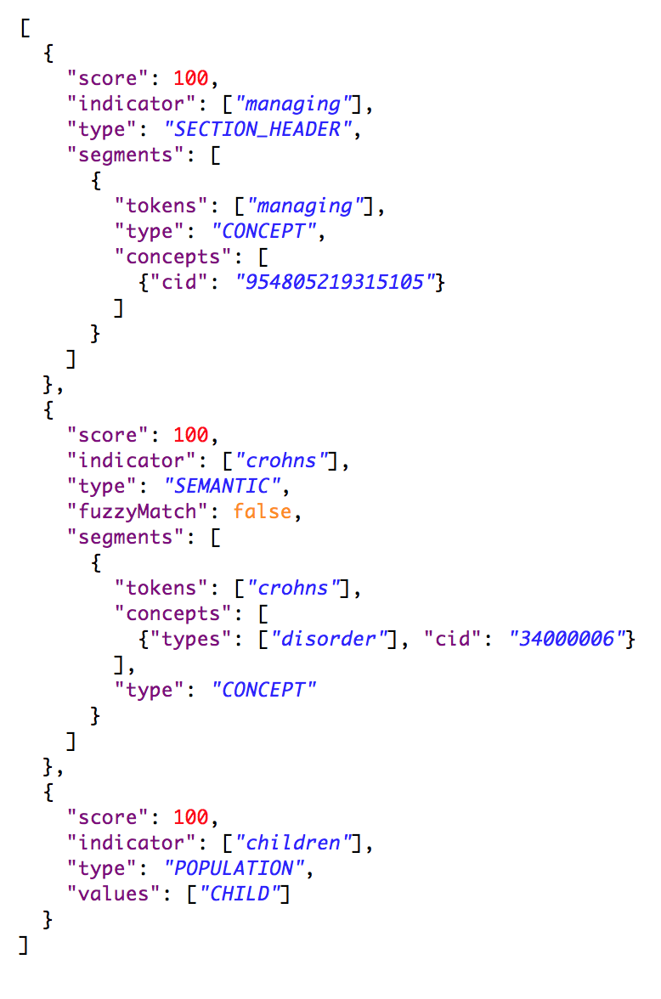 [
  {
    "score": 100,
    "indicator": ["managing"],
    "type": "SECTION_HEADER",
    "segments": [
      {
        "tokens": ["managing"],
        "type": "CONCEPT",
        "concepts": [
          {"cid": "954805219315105"}
        ]
      }
    ]
  },
  {
    "score": 100,
    "indicator": ["crohns"],
    "type": "SEMANTIC",
    "fuzzyMatch": false,
    "segments": [
      {
        "tokens": ["crohns"],
        "concepts": [
          {"types": ["disorder"], "cid": "34000006"}
        ],
        "type": "CONCEPT"
      }
    ]
  },
  {
    "score": 100,
    "indicator": ["children"],
    "type": "POPULATION",
    "values": ["CHILD"]
  }
]